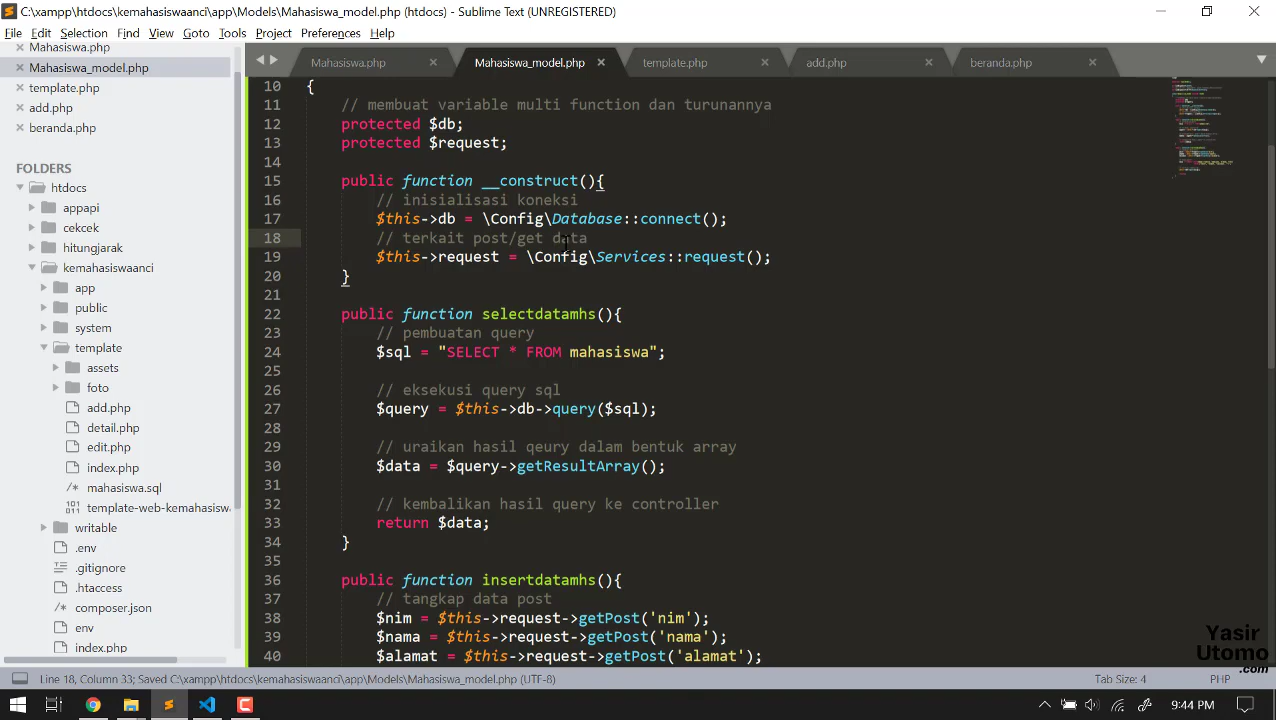 C:\xampp\htdocs\kemahasiswaanci\app\Models\Mahasiswa_model.php (htdocs) - Sublime Text (UNREGISTERED)
File Edit Selection Find View Goto Tools Project Preferences Help
Mahasiswa.php
Mahasiswa_model.php
template.php
add.php
beranda.php
FOLDERS
htdocs
appapi
cekcek
hitungjarak
kemahasiswaanci
app
public
system
template
assets
foto
add.php
detail.php
edit.php
index.php
mahasiswa.sql
template-web-kemahasisw
writable
.env
.gitignore
.htaccess
composer.json
env
index.php
Mahasiswa.php Mahasiswa_model.php template.php add.php beranda.php
10 {
11 // membuat variable multi function dan turunannya
12 protected $db;
13 protected $request;
14
15 public function __construct(){
16 // inisialisasi koneksi
17 $this->db = \Config\Database::connect();
18 // terkait post/get data
19 $this->request = \Config\Services::request();
20 }
21
22 public function selectdatamhs(){
23 // pembuatan query
24 $sql = "SELECT * FROM mahasiswa";
25
26 // eksekusi query sql
27 $query = $this->db->query($sql);
28
29 // uraikan hasil qeury dalam bentuk array
30 $data = $query->getResultArray();
31
32 // kembalikan hasil query ke controller
33 return $data;
34 }
35
36 public function insertdatamhs(){
37 // tangkap data post
38 $nim = $this->request->getPost('nim');
39 $nama = $this->request->getPost('nama');
40 $alamat = $this->request->getPost('alamat');
Yasir
Utomo
.com
Line 18, Column 33; Saved C:\xampp\htdocs\kemahasiswaanci\app\Models\Mahasiswa_model.php (UTF-8) Tab Size: 4 PHP
9:44 PM